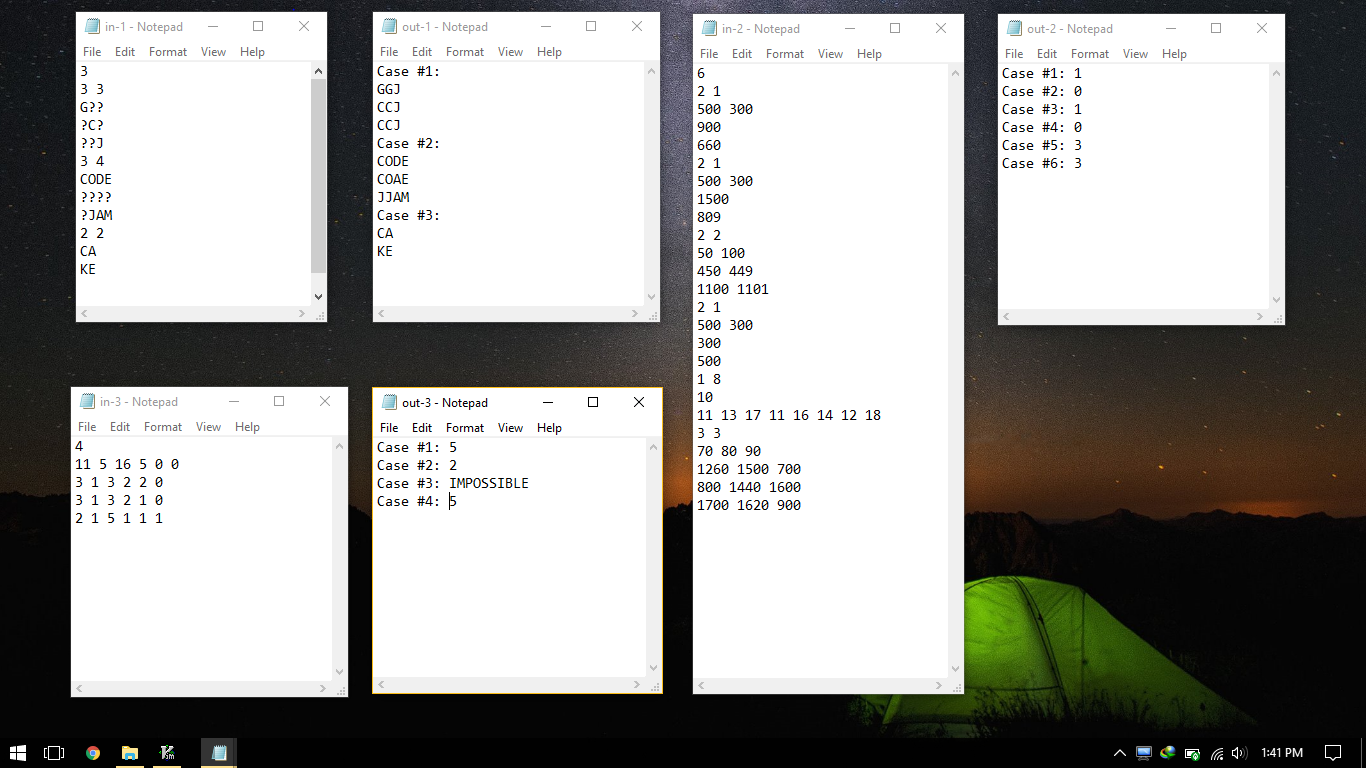 in-1 - Notepad
File Edit Format View Help
3
3 3
G??
?C?
??J
3 4
CODE
????
?JAM
2 2
CA
KE
out-1 - Notepad
File Edit Format View Help
Case #1:
GGJ
CCJ
CCJ
Case #2:
CODE
COAE
JJAM
Case #3:
CA
KE
in-2 - Notepad
File Edit Format View Help
6
2 1
500 300
900
660
2 1
500 300
1500
809
2 2
50 100
450 449
1100 1101
2 1
500 300
300
500
1 8
10
11 13 17 11 16 14 12 18
3 3
70 80 90
1260 1500 700
800 1440 1600
1700 1620 900
out-2 - Notepad
File Edit Format View Help
Case #1: 1
Case #2: 0
Case #3: 1
Case #4: 0
Case #5: 3
Case #6: 3
in-3 - Notepad
File Edit Format View Help
4
11 5 16 5 0 0
3 1 3 2 2 0
3 1 3 2 1 0
2 1 5 1 1 1
out-3 - Notepad
File Edit Format View Help
Case #1: 5
Case #2: 2
Case #3: IMPOSSIBLE
Case #4: 5
1:41 PM